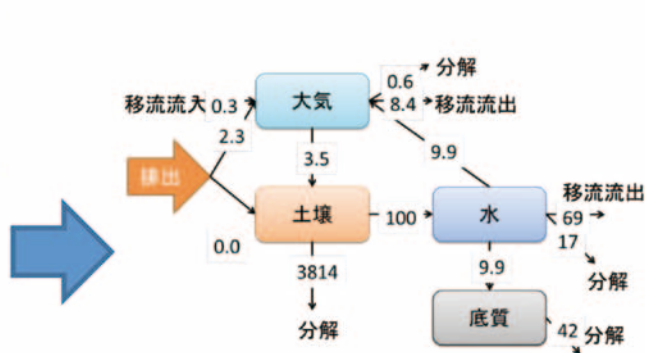 0.6
分解
移流流入
0.3
大気
8.4
移流流出
2.3
3.5
9.9
排出
移流流出
土壌
100
水
69
0.0
17
3814
9.9
分解
分解
底質
42
分解